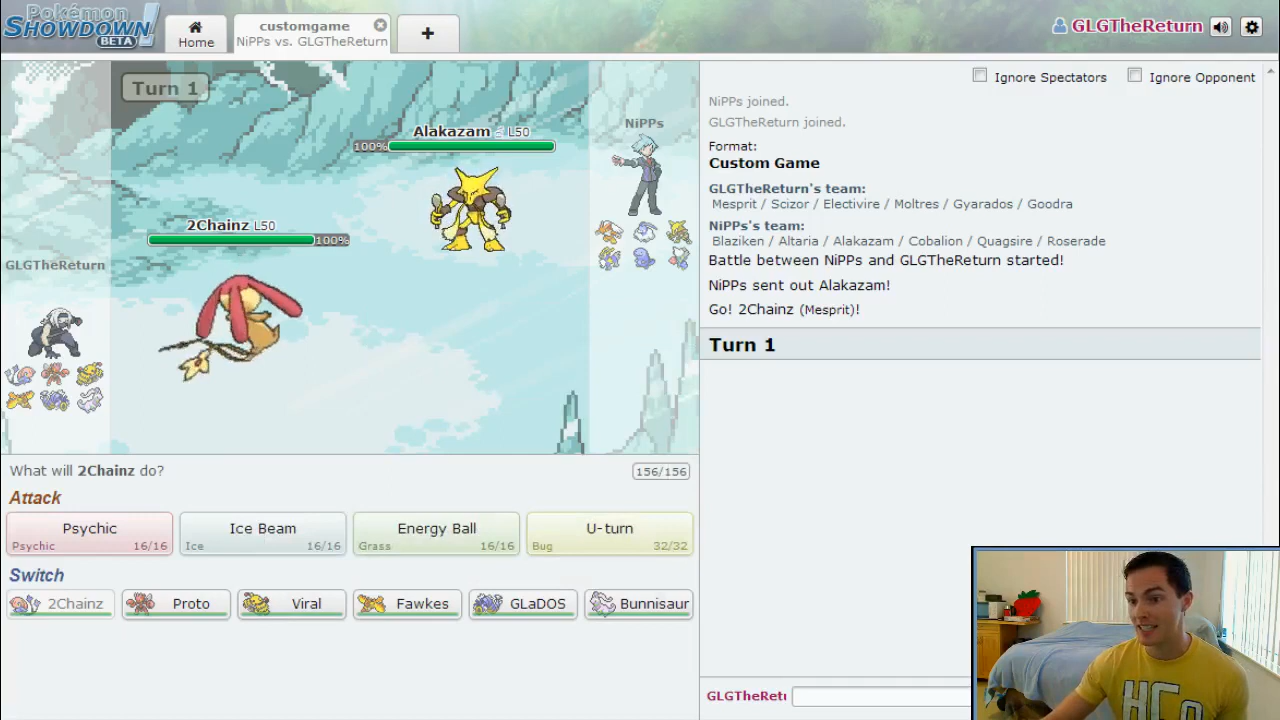 Pokémon
SHOWDOWN!
BETA
Home
customgame
NiPPs vs. GLGTheReturn
+
GLGTheReturn
Turn 1
Alakazam L50
100%
2Chainz L50
100%
GLGTheReturn
NiPPs
Ignore Spectators
Ignore Opponent
NiPPs joined.
GLGTheReturn joined.
Format:
Custom Game
GLGTheReturn's team:
Mesprit / Scizor / Electivire / Moltres / Gyarados / Goodra
NiPPs's team:
Blaziken / Altaria / Alakazam / Cobalion / Quagsire / Roserade
Battle between NiPPs and GLGTheReturn started!
NiPPs sent out Alakazam!
Go! 2Chainz (Mesprit)!
Turn 1
What will 2Chainz do?
156/156
Attack
Psychic
Psychic 16/16
Ice Beam
Ice 16/16
Energy Ball
Grass 16/16
U-turn
Bug 32/32
Switch
2Chainz
Proto
Viral
Fawkes
GLaDOS
Bunnisaur
GLGTheRetu
HCo